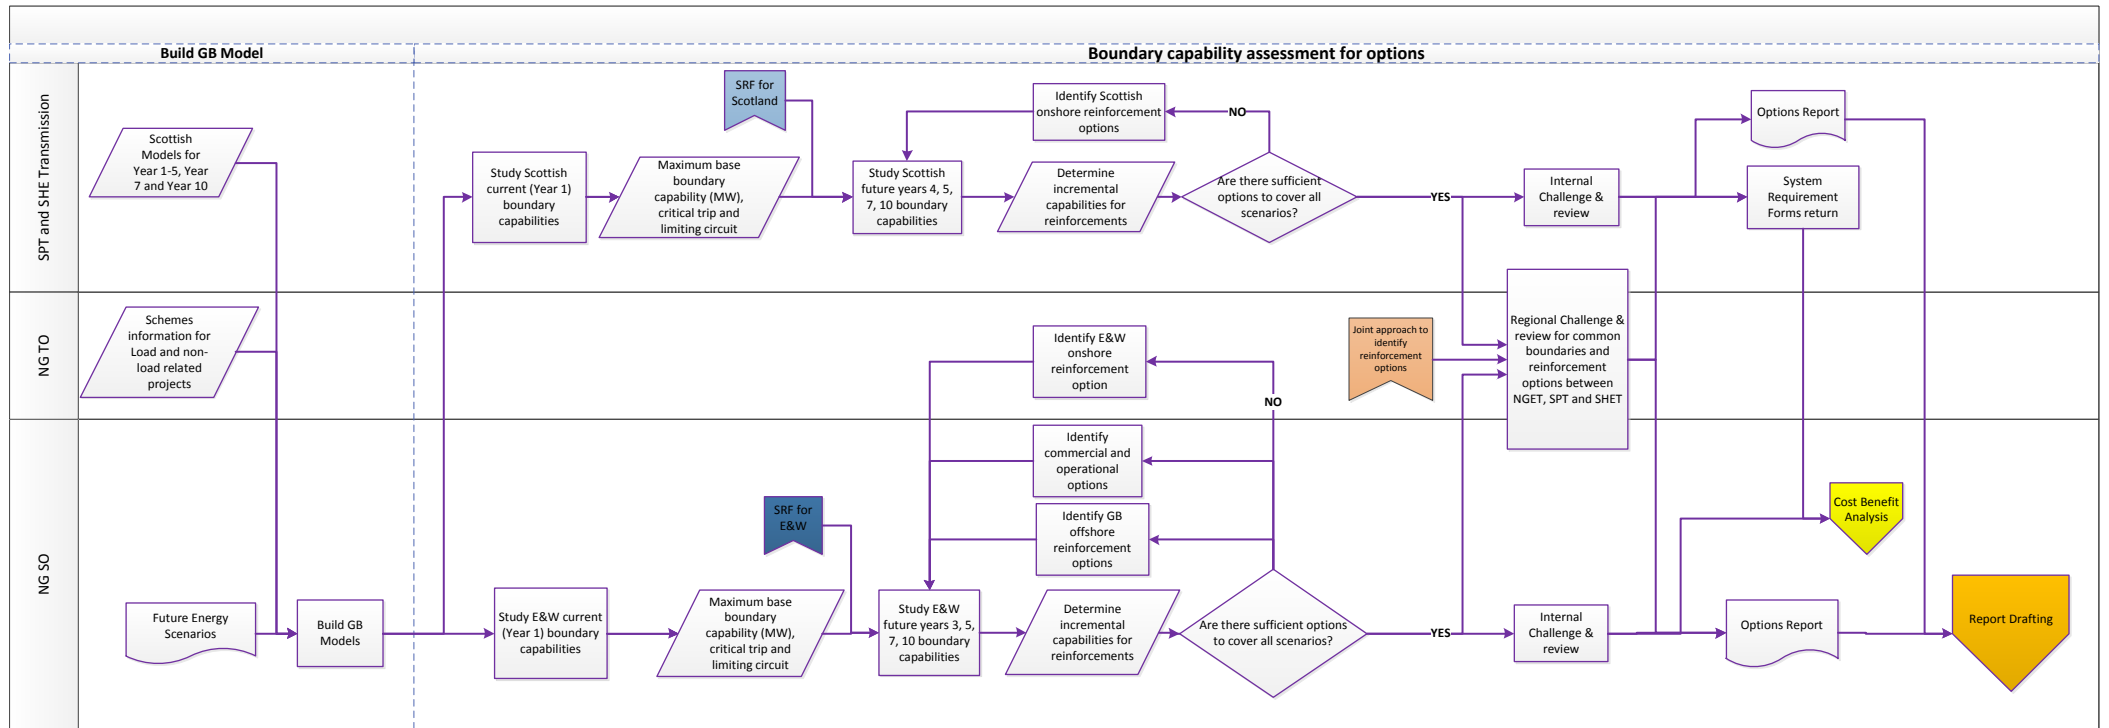 Build GB Model
Boundary capability assessment for options
SPT and SHE Transmission
Scottish
Models for
Year 1-5, Year
7 and Year 10
Study Scottish
current (Year 1)
boundary
capabilities
Maximum base
boundary
capability (MW),
critical trip and
limiting circuit
SRF for
Scotland
Study Scottish
future years 4, 5,
7, 10 boundary
capabilities
Identify Scottish
onshore reinforcement
options
Determine
incremental
capabilities for
reinforcements
NO
Are there sufficient
options to cover all
scenarios?
YES
Internal
Challenge &
review
Options Report
System
Requirement
Forms return
NG TO
Schemes
information for
Load and non-
load related
projects
Identify E&W
onshore
reinforcement
option
NO
Joint approach to
identify
reinforcement
options
Regional Challenge &
review for common
boundaries and
reinforcement
options between
NGET, SPT and SHET
NG SO
Future Energy
Scenarios
Build GB
Models
Study E&W current
(Year 1) boundary
capabilities
Maximum base
boundary
capability (MW),
critical trip and
limiting circuit
SRF for
E&W
Study E&W
future years 3, 5,
7, 10 boundary
capabilities
Identify
commercial and
operational
options
Identify GB
offshore
reinforcement
options
Determine
incremental
capabilities for
reinforcements
Are there sufficient options
to cover all scenarios?
YES
Internal
Challenge &
review
Options Report
Cost Benefit
Analysis
Report Drafting